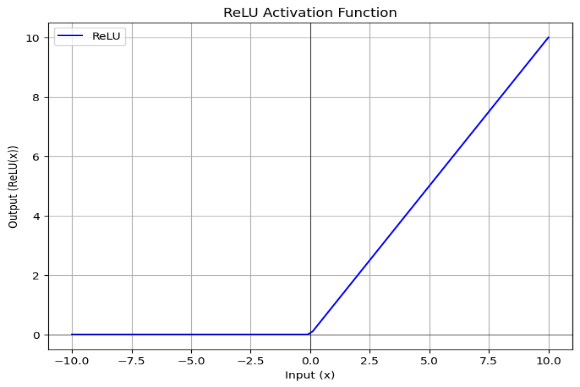 ReLU Activation Function
ReLU
10
8
6
4
2
0
Output (ReLU(x))
−10.0 −7.5 −5.0 −2.5 0.0 2.5 5.0 7.5 10.0
Input (x)